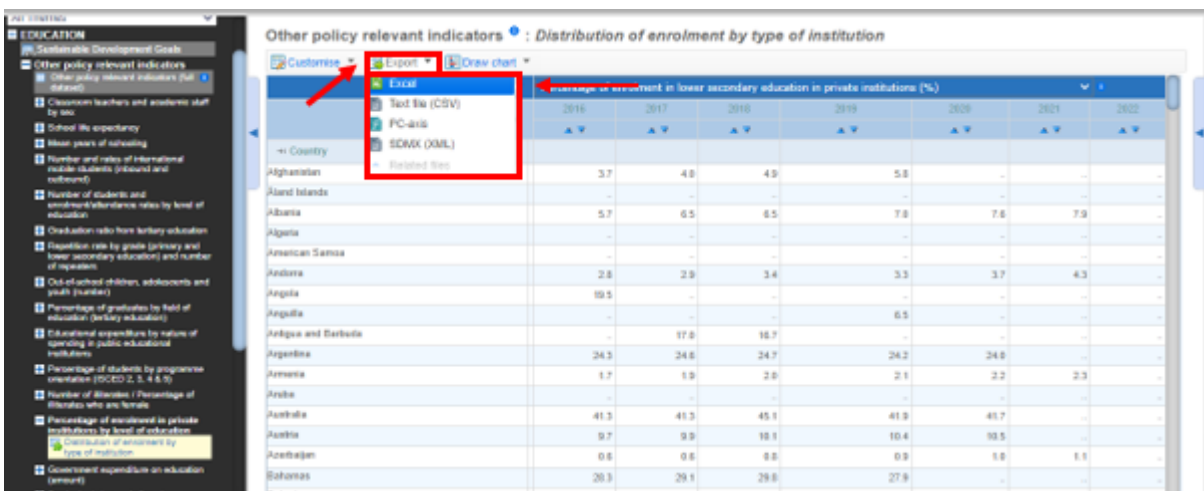 EDUCATION
Sustainable Development Goals
Other policy relevant indicators
Other policy relevant indicators (full
dataset)
Classroom teachers and academic staff
by sex
School life expectancy
Mean years of schooling
Number and rates of international
mobile students (inbound and
outbound)
Number of students and
enrolment/attendance rates by level of
education
Graduation ratio from tertiary education
Repetition rate by grade (primary and
lower secondary education) and number
of repeaters
Out-of-school children, adolescents and
youth (number)
Percentage of graduates by field of
education (tertiary education)
Educational expenditure by nature of
spending in public educational
institutions
Percentage of students by programme
orientation (ISCED 2, 3, 4 & 5)
Number of illiterates / Percentage of
illiterates who are female
Percentage of enrolment in private
institutions by level of education
Distribution of enrolment by
type of institution
Government expenditure on education
(amount)
Other policy relevant indicators : Distribution of enrolment by type of institution
Customise Export Draw chart
Excel
Text file (CSV)
PC-axis
SDMX (XML)
Related files
Percentage of enrolment in lower secondary education in private institutions (%)
2016 2017 2018 2019 2020 2021 2022
Country
Afghanistan 3.7 4.0 4.9 5.8 .. .. ..
Åland Islands .. .. .. .. .. .. ..
Albania 5.7 6.5 6.5 7.0 7.6 7.9 ..
Algeria .. .. .. .. .. .. ..
American Samoa .. .. .. .. .. .. ..
Andorra 2.8 2.9 3.4 3.3 3.7 4.3 ..
Angola 19.5 .. .. .. .. .. ..
Anguilla .. .. .. 6.5 .. .. ..
Antigua and Barbuda .. 17.0 16.7 .. .. .. ..
Argentina 24.3 24.6 24.7 24.2 24.0 .. ..
Armenia 1.7 1.9 2.0 2.1 2.2 2.3 ..
Aruba .. .. .. .. .. .. ..
Australia 41.3 41.3 45.1 41.9 41.7 .. ..
Austria 9.7 9.9 10.1 10.4 10.5 .. ..
Azerbaijan 0.6 0.6 0.8 0.9 1.0 1.1 ..
Bahamas 28.3 29.1 29.0 27.9 .. .. ..